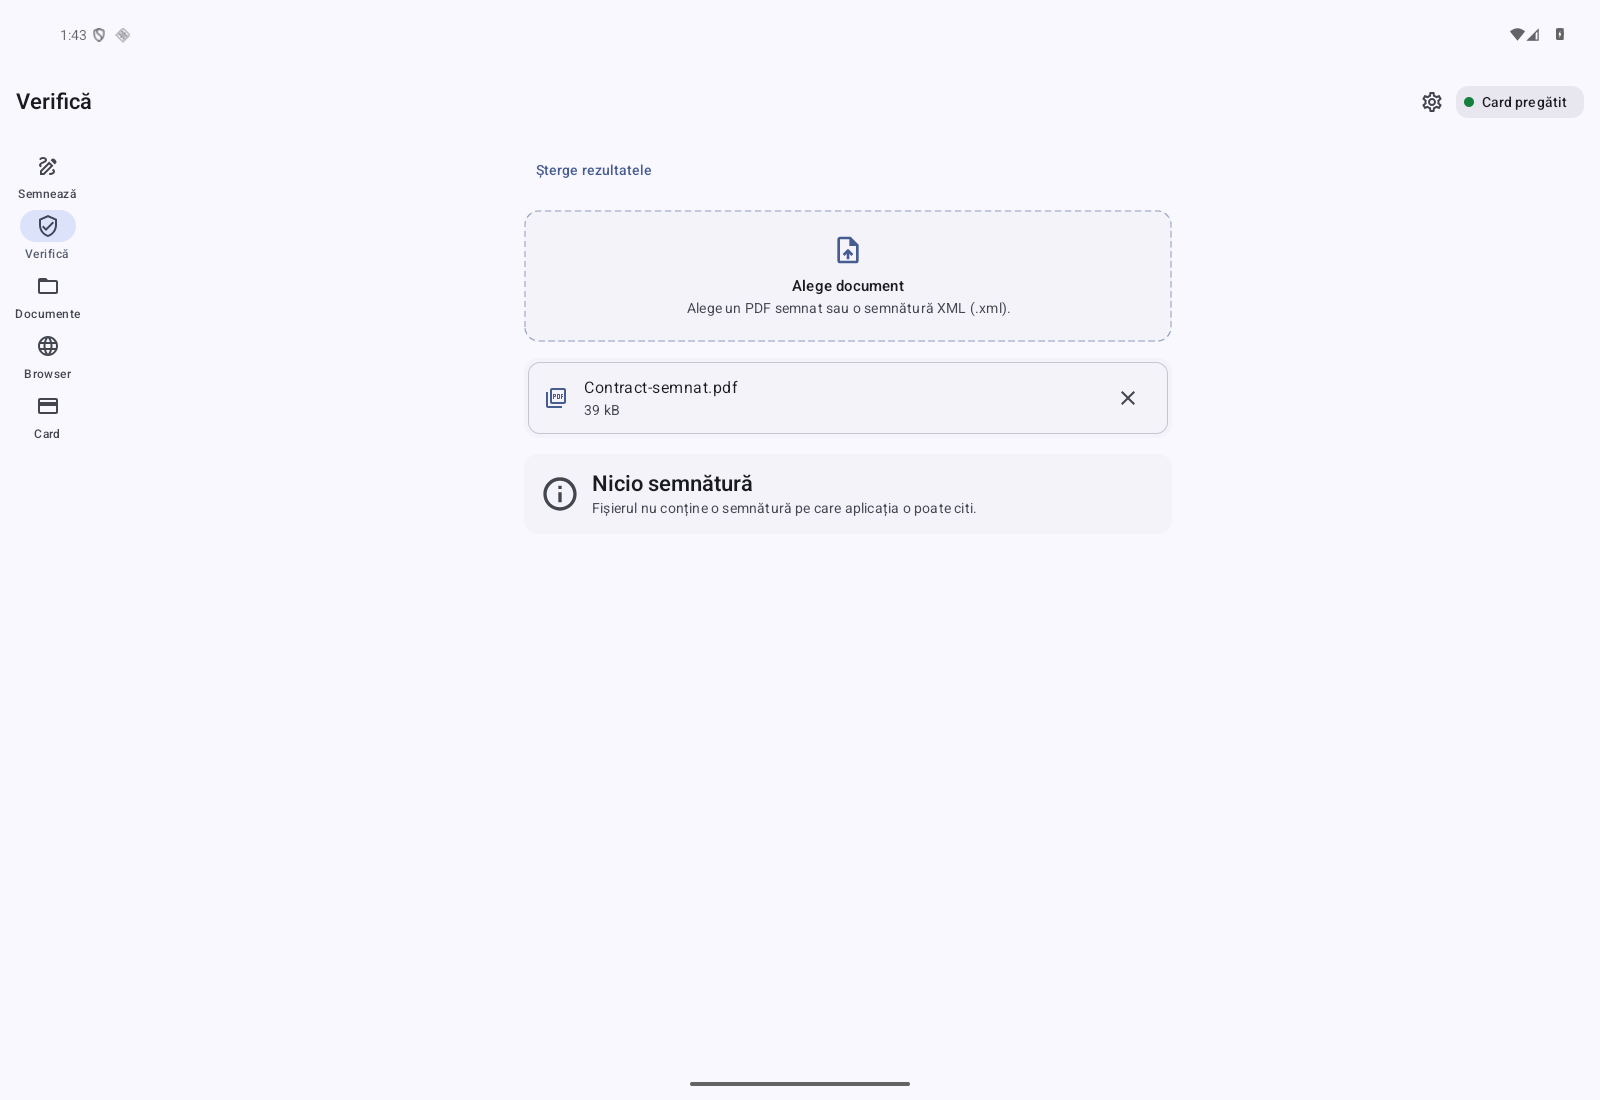 1:43
Verifică
Card pregătit
Semnează
Verifică
Documente
Browser
Card
Șterge rezultatele
Alege document
Alege un PDF semnat sau o semnătură XML (.xml).
PDF
Contract-semnat.pdf
39 kB
Nicio semnătură
Fișierul nu conține o semnătură pe care aplicația o poate citi.